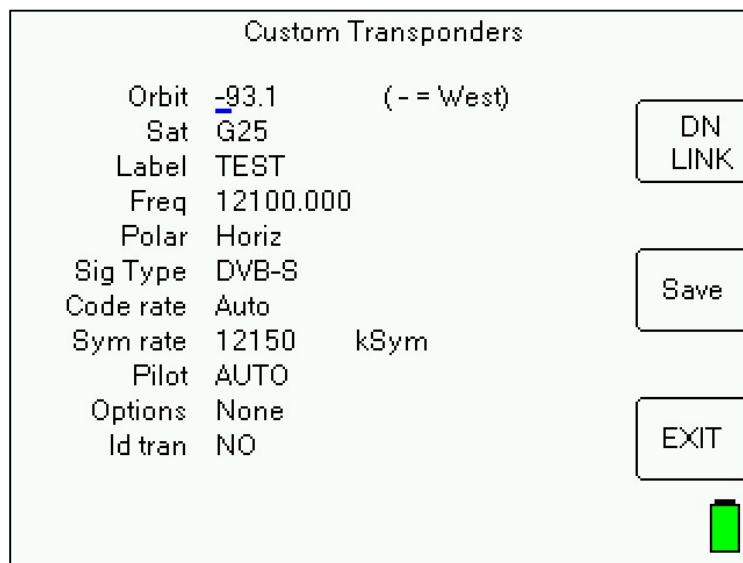 Custom Transponders
Orbit -93.1 (- = West)
Sat G25
Label TEST
Freq 12100.000
Polar Horiz
Sig Type DVB-S
Code rate Auto
Sym rate 12150 kSym
Pilot AUTO
Options None
Id tran NO
DN
LINK
Save
EXIT